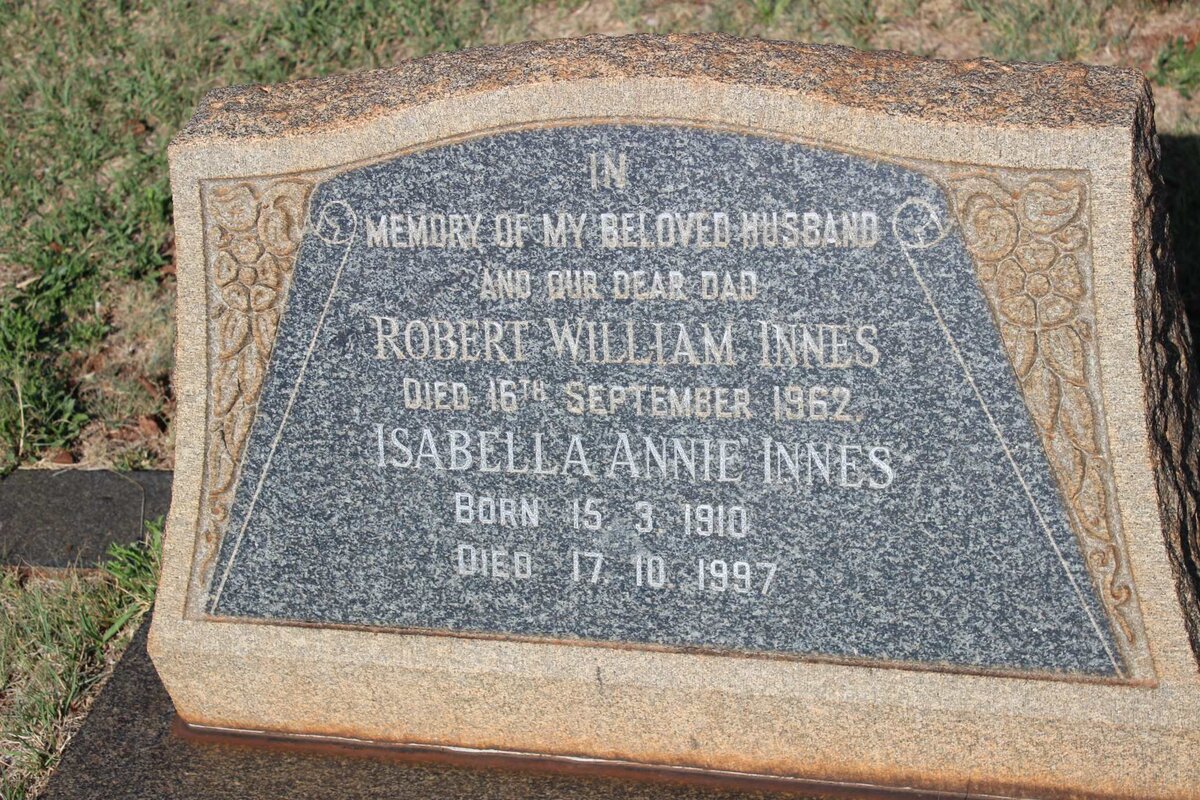 IN
MEMORY OF MY BELOVED HUSBAND
AND OUR DEAR DAD
ROBERT WILLIAM INNES
DIED 16TH SEPTEMBER 1962
ISABELLA ANNIE INNES
BORN 15 3 1910
DIED 17 10 1997